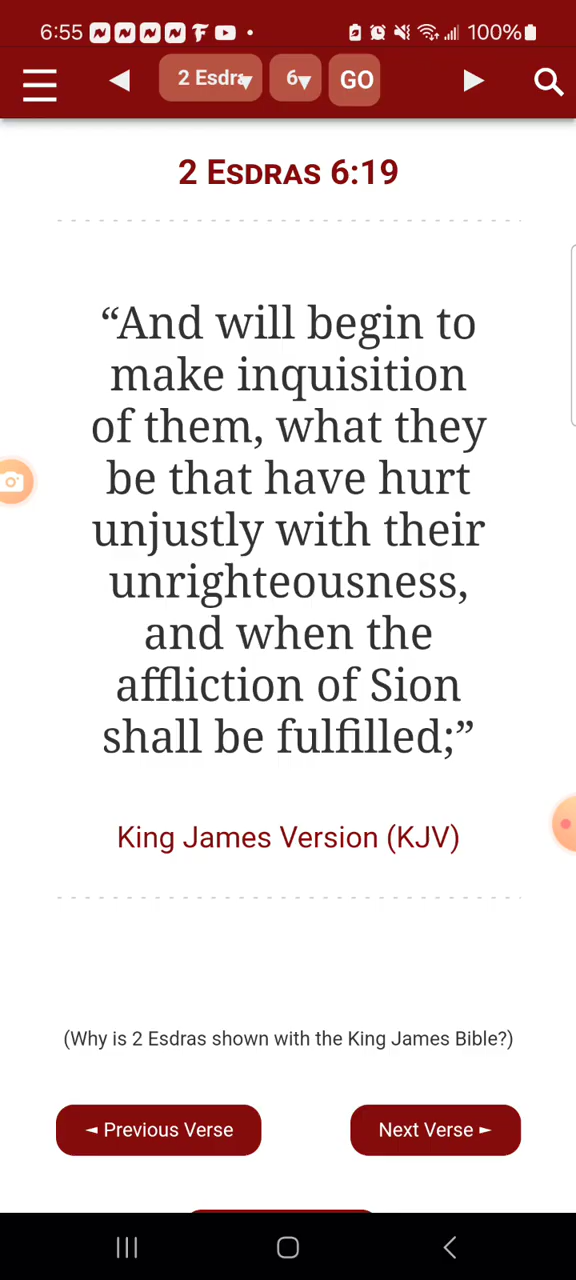 6:55 100%
2 Esdra 6 GO
2 ESDRAS 6:19
“And will begin to
make inquisition
of them, what they
be that have hurt
unjustly with their
unrighteousness,
and when the
affliction of Sion
shall be fulfilled;”
King James Version (KJV)
(Why is 2 Esdras shown with the King James Bible?)
◄ Previous Verse Next Verse ►